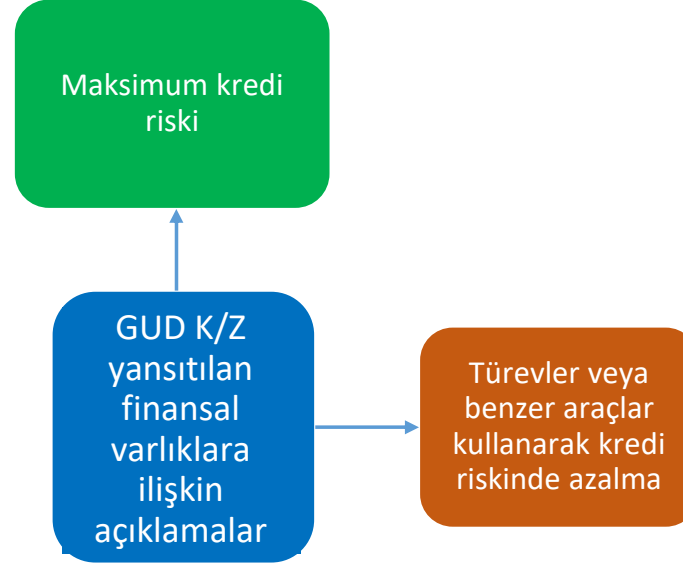 Maksimum kredi
riski
GUD K/Z
yansıtılan
finansal
varlıklara
ilişkin
açıklamalar
Türevler veya
benzer araçlar
kullanarak kredi
riskinde azalma